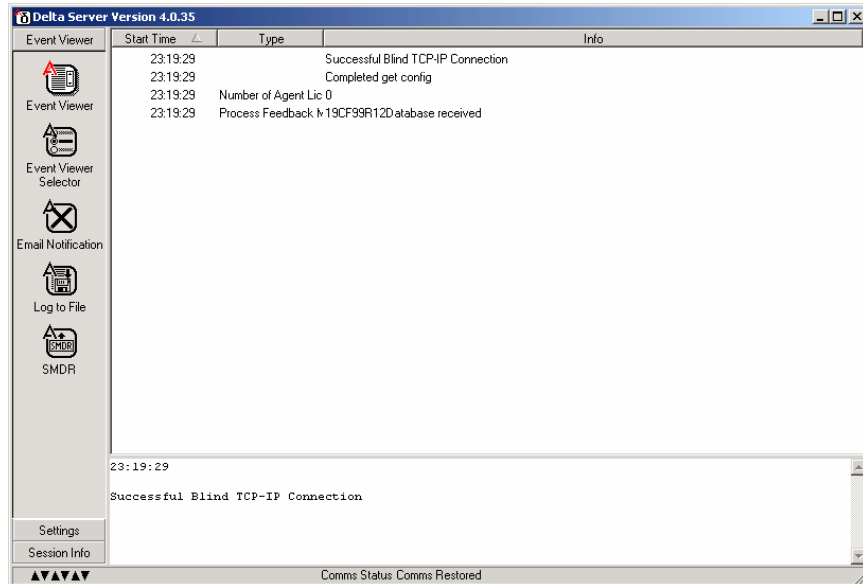 Delta Server Version 4.0.35
Event Viewer Start Time Type Info
23:19:29 Successful Blind TCP-IP Connection
23:19:29 Completed get config
23:19:29 Number of Agent Lic 0
23:19:29 Process Feedback M 19CF99R12Database received
Event Viewer
Event Viewer
Selector
Email Notification
Log to File
SMDR
SMDR
23:19:29
Successful Blind TCP-IP Connection
Settings
Session Info
Comms Status Comms Restored